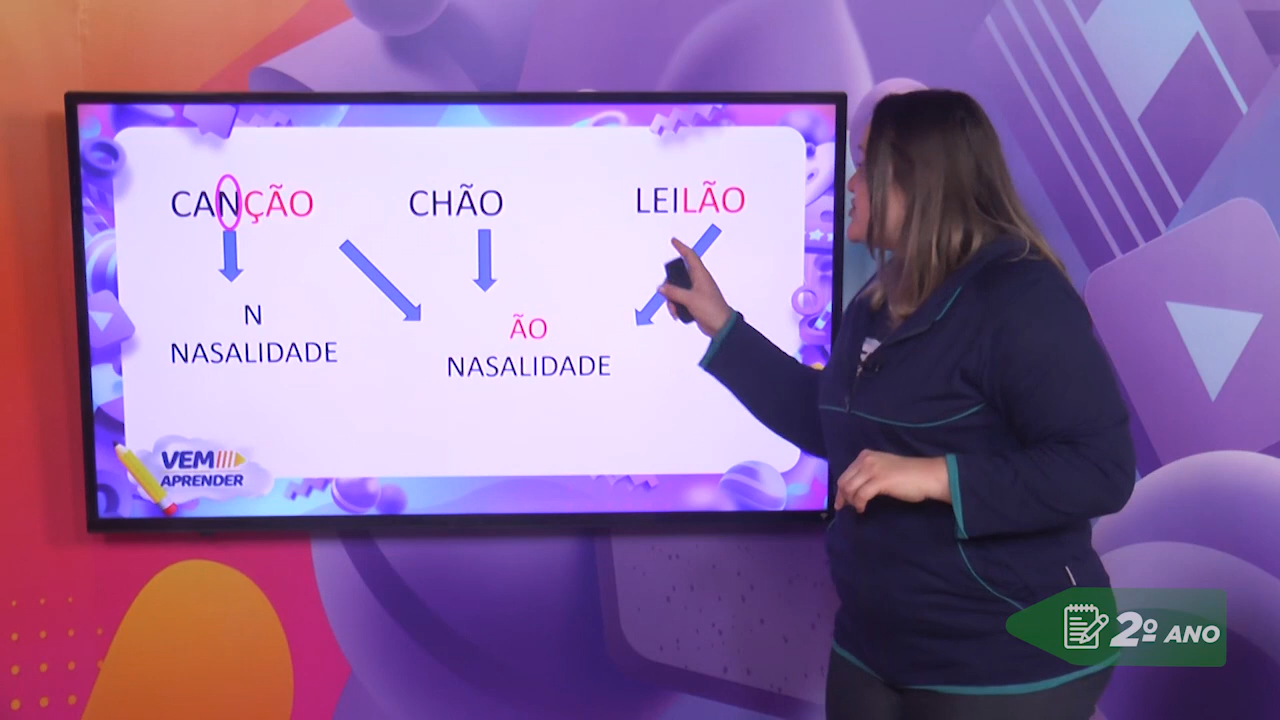 CANÇÃO CHÃO LEILÃO
N
NASALIDADE
ÃO
NASALIDADE
VEM
APRENDER
2º ANO